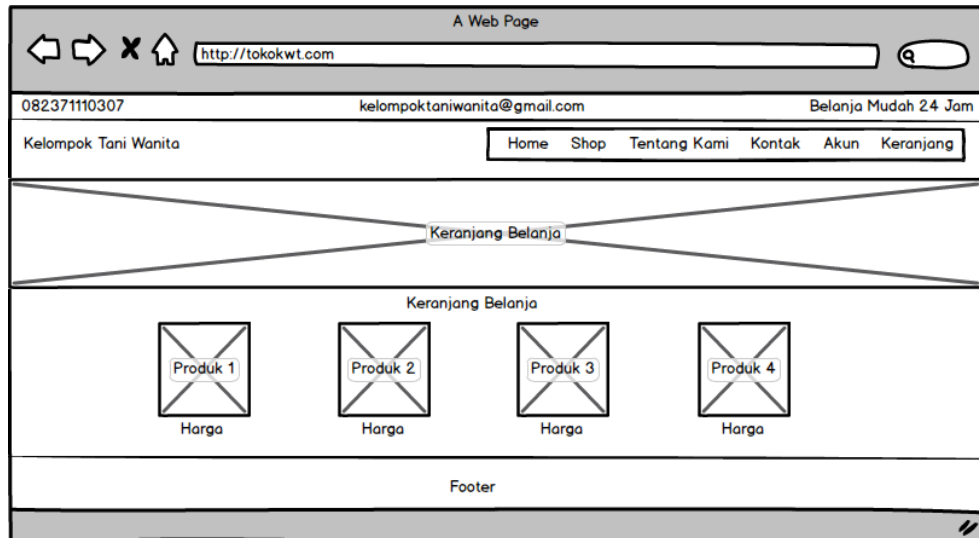 A Web Page
http://tokokwt.com
082371110307 kelompoktaniwanita@gmail.com Belanja Mudah 24 Jam
Kelompok Tani Wanita Home Shop Tentang Kami Kontak Akun Keranjang
Keranjang Belanja
Keranjang Belanja
Produk 1 Produk 2 Produk 3 Produk 4
Harga Harga Harga Harga
Footer